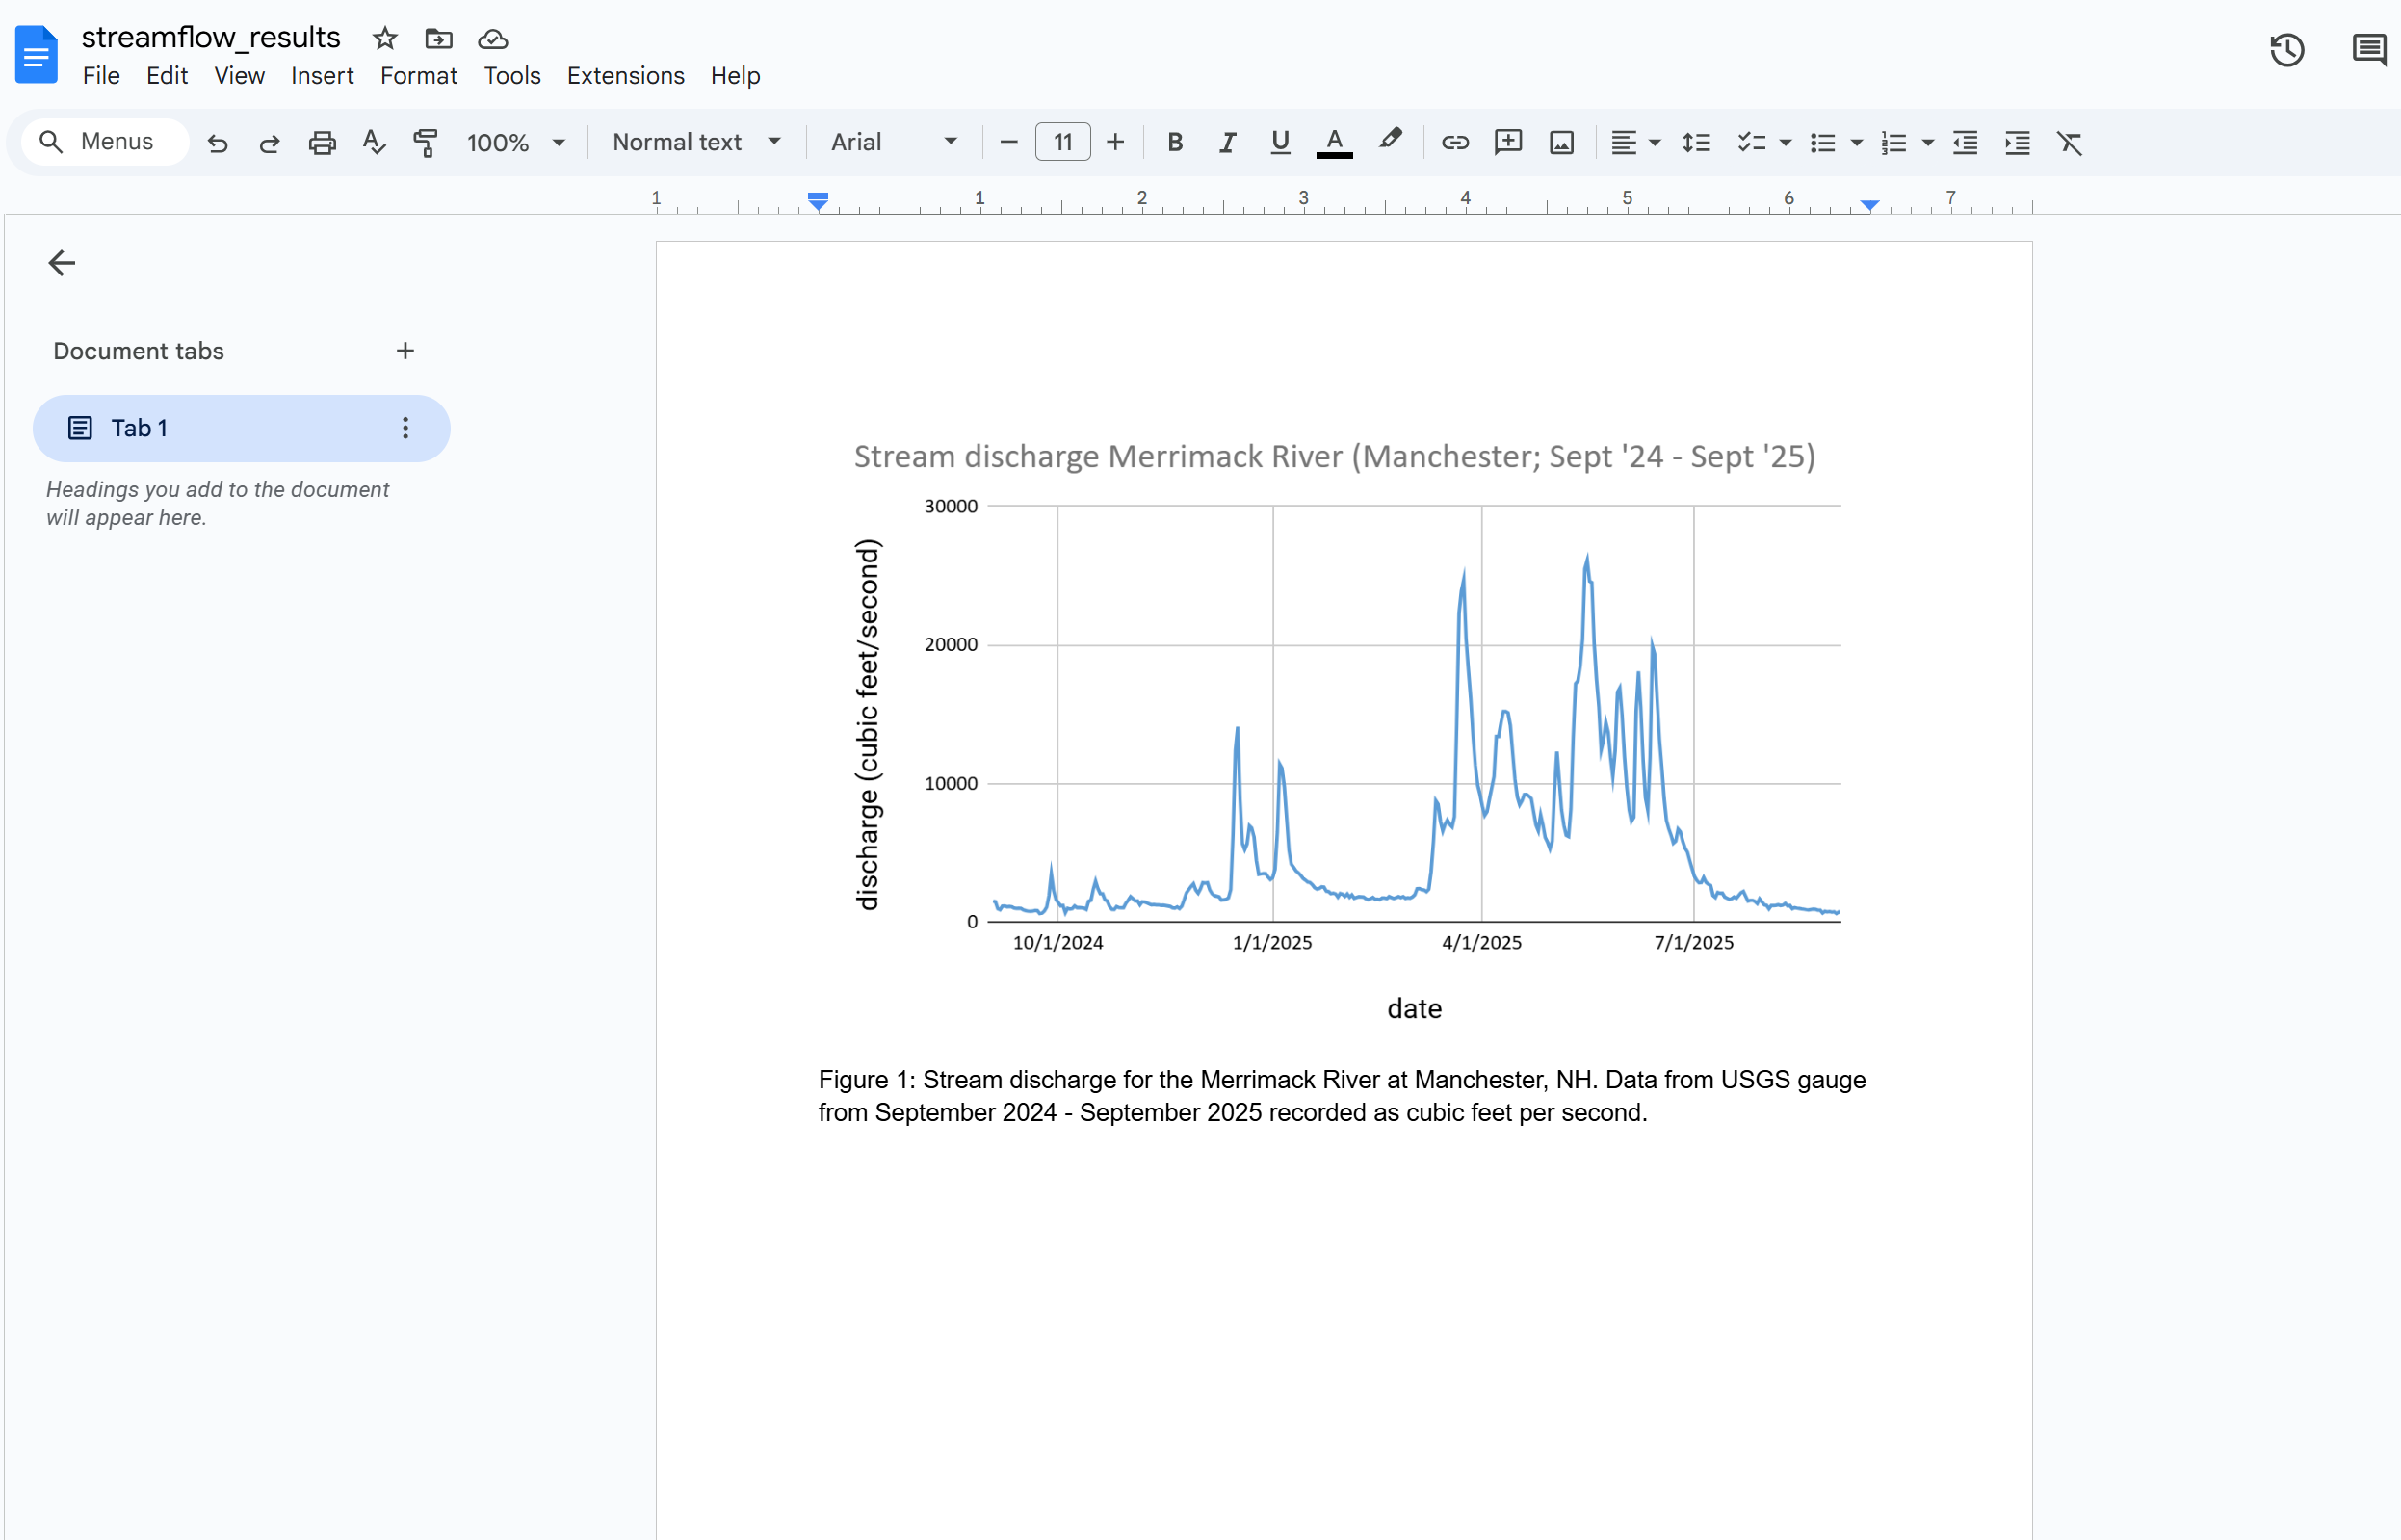 streamflow_results
File Edit View Insert Format Tools Extensions Help
Menus 100% Normal text Arial 11 B I U A
1 1 2 3 4 5 6 7
Document tabs
Tab 1
Headings you add to the document
will appear here.
Stream discharge Merrimack River (Manchester; Sept '24 - Sept '25)
discharge (cubic feet/second)
30000
20000
10000
0
10/1/2024 1/1/2025 4/1/2025 7/1/2025
date
Figure 1: Stream discharge for the Merrimack River at Manchester, NH. Data from USGS gauge
from September 2024 - September 2025 recorded as cubic feet per second.